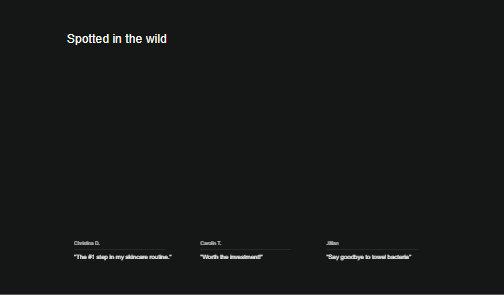 Spotted in the wild
Christina G.
"The #1 step in my skincare routine."
Camilo T.
"Worth the investment!"
Jillian
"Say goodbye to towel bacteria"